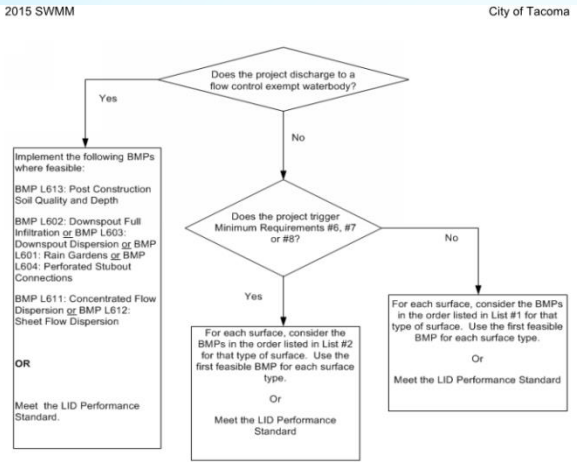 2015 SWMM
City of Tacoma
Does the project discharge to a
flow control exempt waterbody?
Yes
No
Implement the following BMPs
where feasible:
BMP L613: Post Construction
Soil Quality and Depth
BMP L602: Downspout Full
Infiltration or BMP L603:
Downspout Dispersion or BMP
L601: Rain Gardens or BMP
L604: Perforated Stubout
Connections
BMP L611: Concentrated Flow
Dispersion or BMP L612:
Sheet Flow Dispersion
OR
Meet the LID Performance
Standard.
Does the project trigger
Minimum Requirements #6, #7
or #8?
Yes
No
For each surface, consider the
BMPs in the order listed in List #2
for that type of surface. Use the
first feasible BMP for each surface
type.
Or
Meet the LID Performance
Standard
For each surface, consider the BMPs
in the order listed in List #1 for that
type of surface. Use the first feasible
BMP for each surface type.
Or
Meet the LID Performance Standard